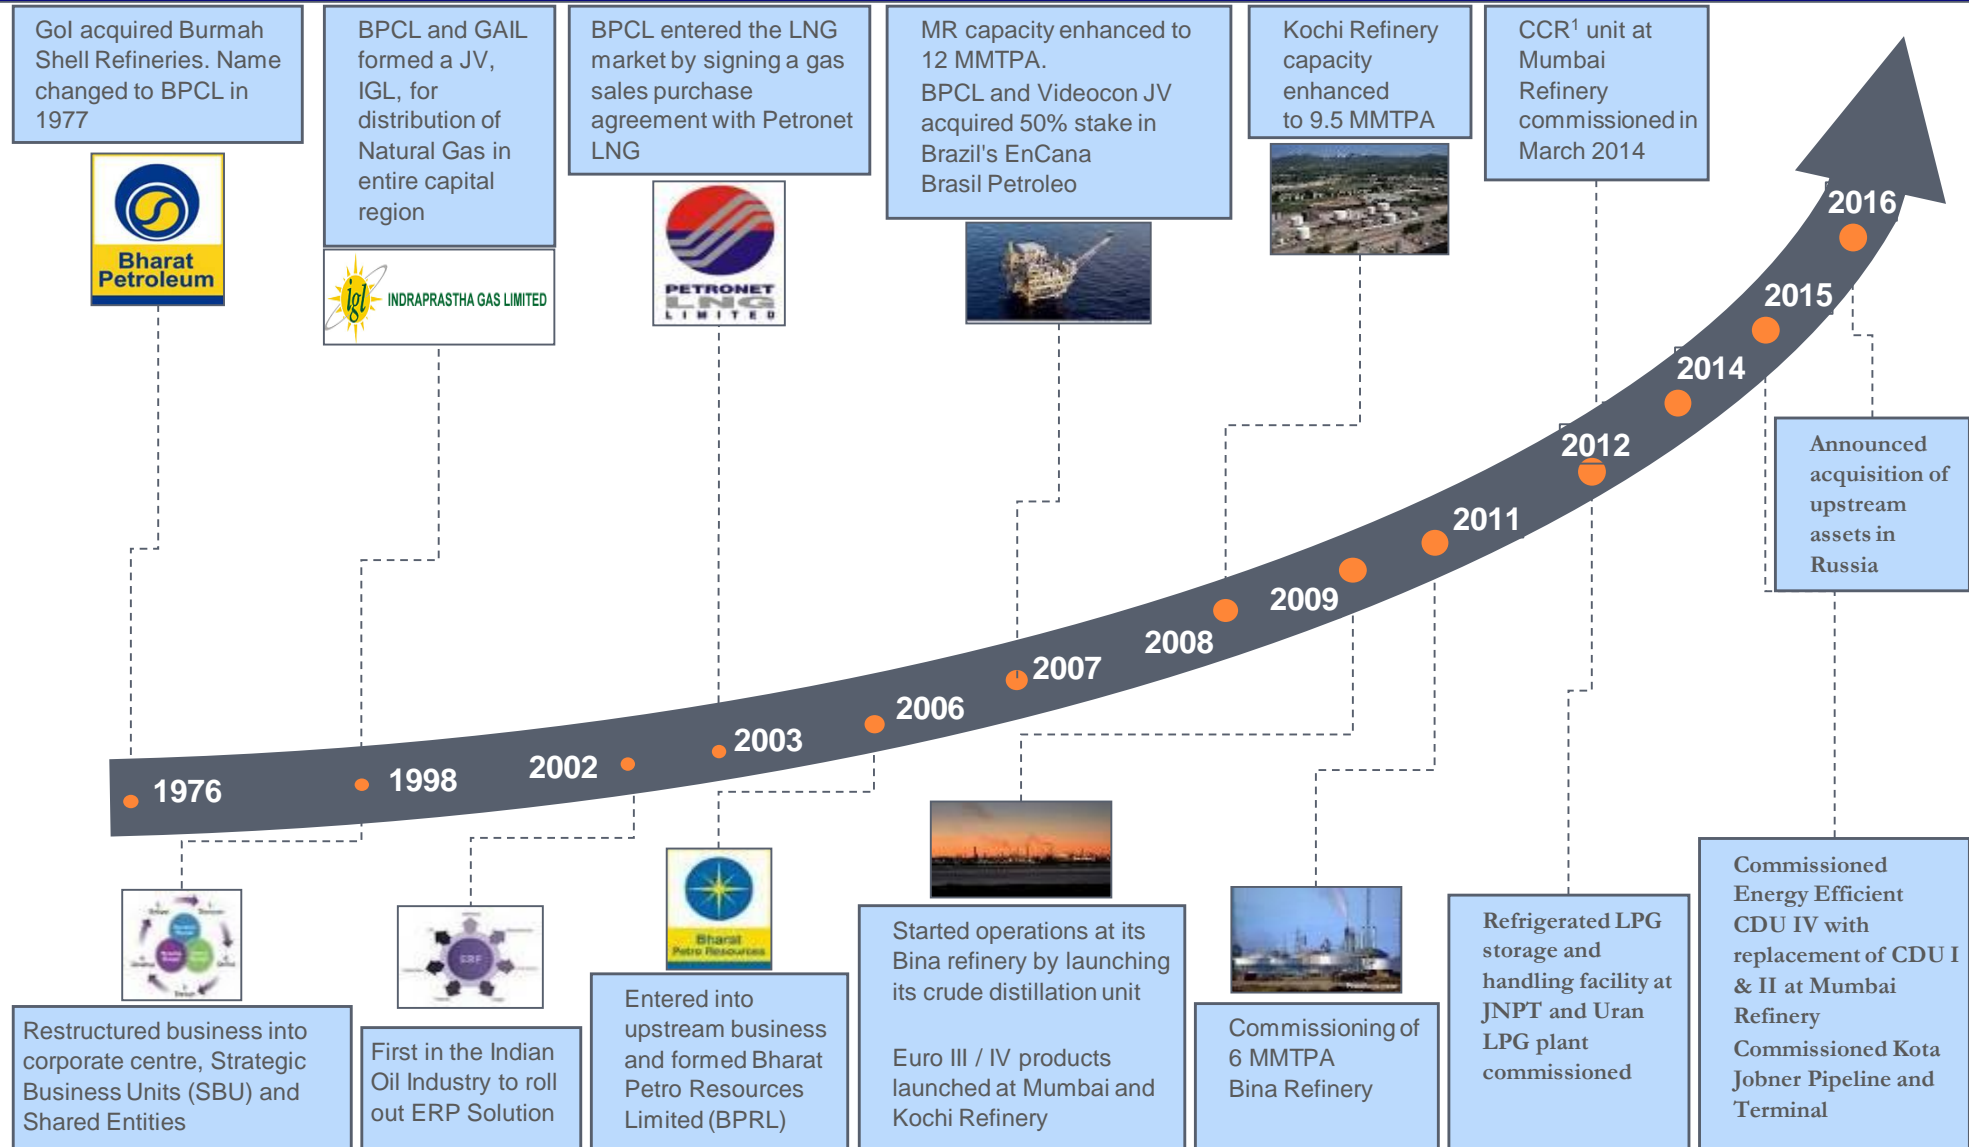 GoI acquired Burmah
Shell Refineries. Name
changed to BPCL in
1977
BPCL and GAIL
formed a JV,
IGL, for
distribution of
Natural Gas in
entire capital
region
BPCL entered the LNG
market by signing a gas
sales purchase
agreement with Petronet
LNG
MR capacity enhanced to
12 MMTPA.
BPCL and Videocon JV
acquired 50% stake in
Brazil's EnCana
Brasil Petroleo
Kochi Refinery
capacity
enhanced
to 9.5 MMTPA
CCR¹ unit at
Mumbai
Refinery
commissioned in
March 2014
Bharat
Petroleum
igl INDRAPRASTHA GAS LIMITED
PETRONET
LNG
LIMITED
2016
2015
2014
2012
2011
2009
2008
2007
2006
2003
2002
1998
1976
Announced
acquisition of
upstream
assets in
Russia
ERP
Bharat
Petro Resources
Restructured business into
corporate centre, Strategic
Business Units (SBU) and
Shared Entities
First in the Indian
Oil Industry to roll
out ERP Solution
Entered into
upstream business
and formed Bharat
Petro Resources
Limited (BPRL)
Started operations at its
Bina refinery by launching
its crude distillation unit
Euro III / IV products
launched at Mumbai and
Kochi Refinery
Commissioning of
6 MMTPA
Bina Refinery
Refrigerated LPG
storage and
handling facility at
JNPT and Uran
LPG plant
commissioned
Commissioned
Energy Efficient
CDU IV with
replacement of CDU I
& II at Mumbai
Refinery
Commissioned Kota
Jobner Pipeline and
Terminal